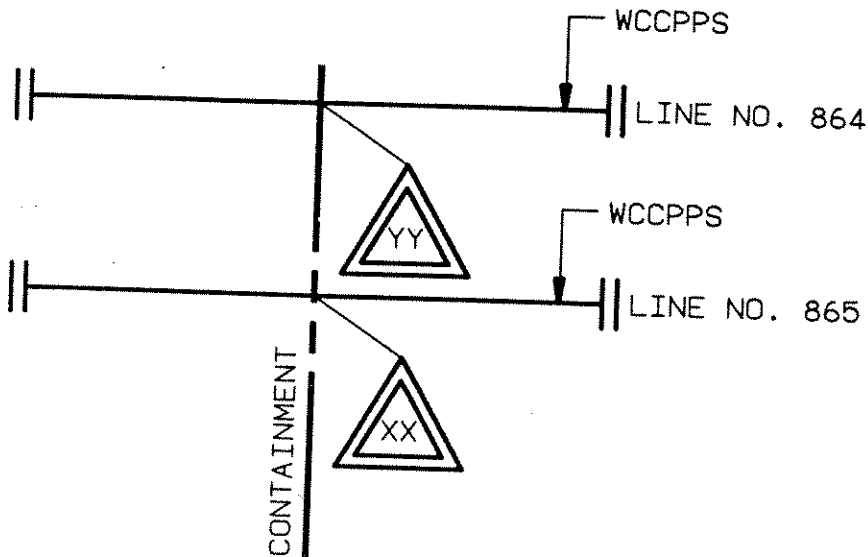 WCCPPS
LINE NO. 864
YY
WCCPPS
LINE NO. 865
XX
CONTAINMENT